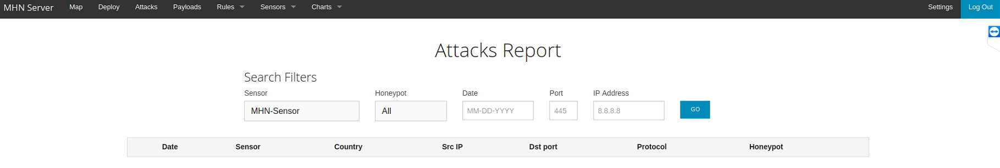 MHN Server Map Deploy Attacks Payloads Rules Sensors Charts Settings Log Out
Attacks Report
Search Filters
Sensor Honeypot Date Port IP Address
MHN-Sensor All MM-DD-YYYY 445 8.8.8.8 GO
Date Sensor Country Src IP Dst port Protocol Honeypot